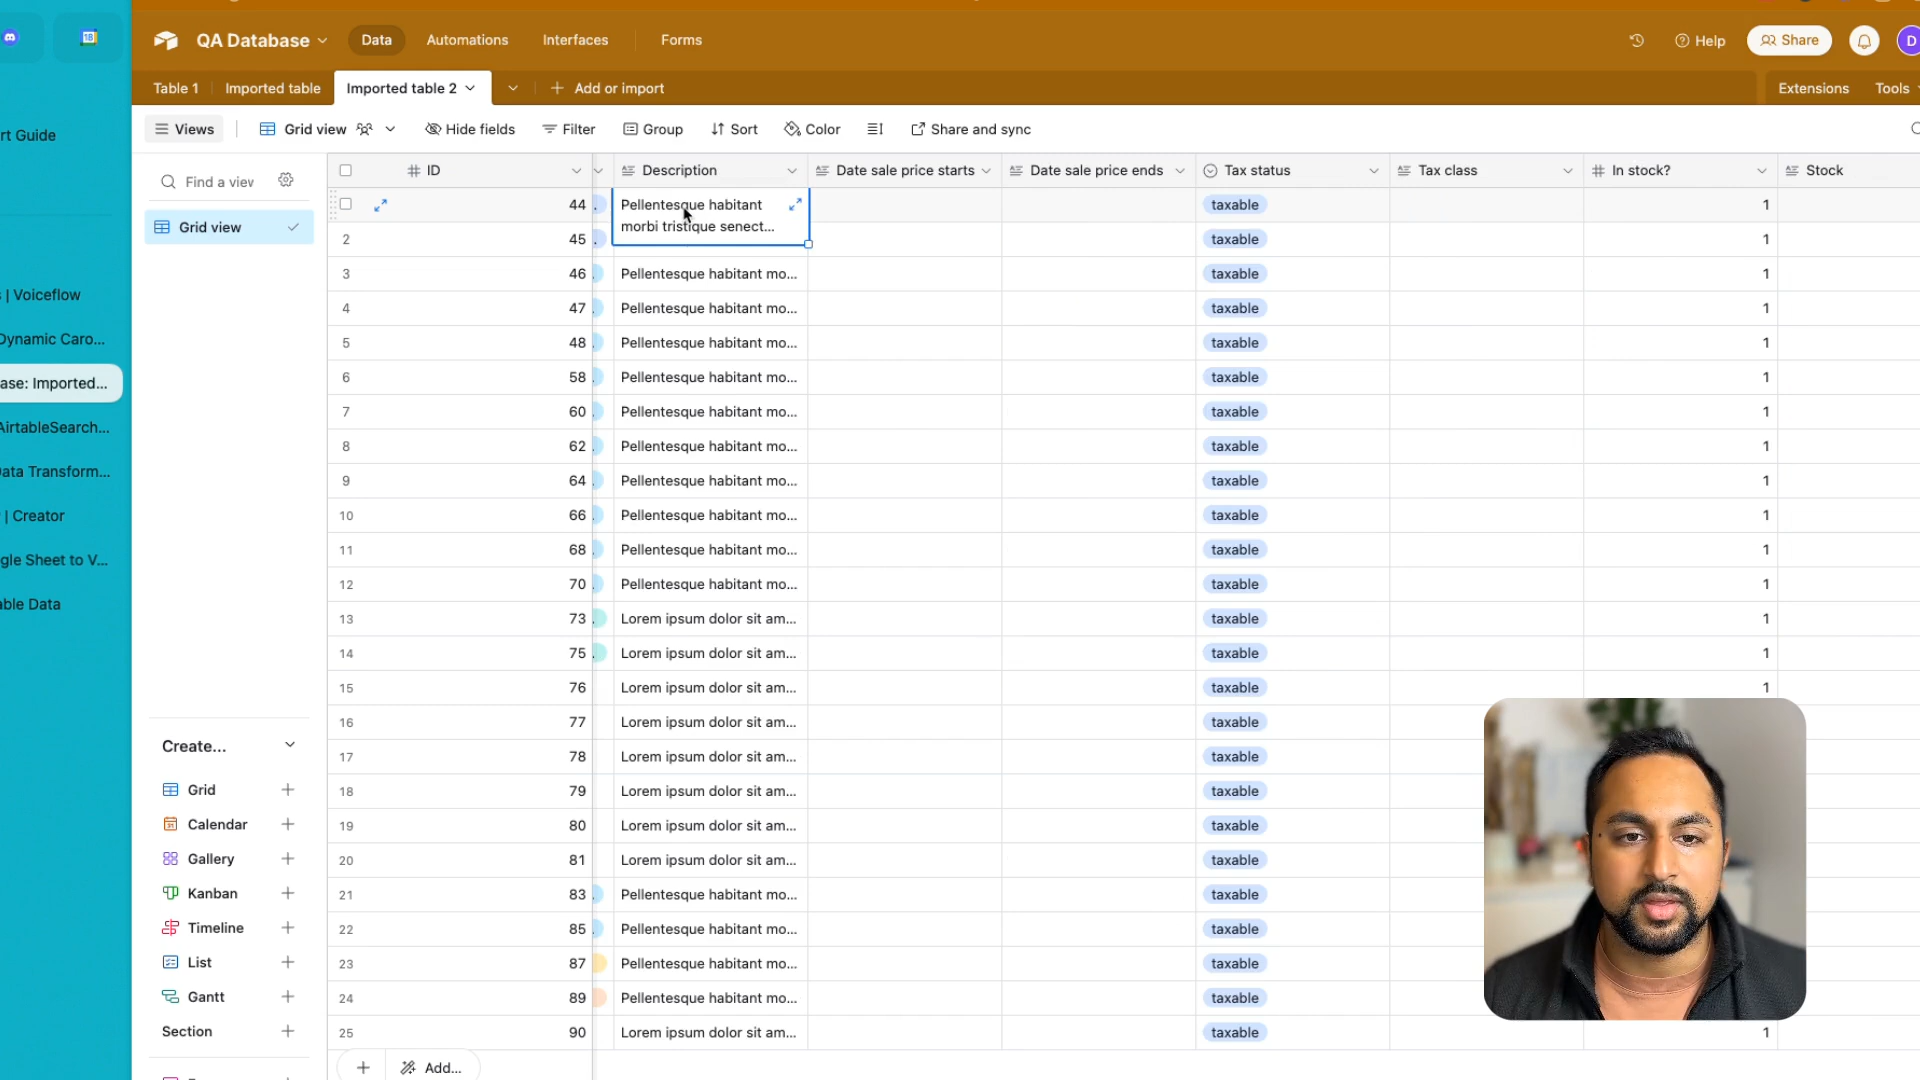 18
QA Database
Data
Automations
Interfaces
Forms
Help
Share
D
Table 1
Imported table
Imported table 2
Add or import
Extensions
Tools
rt Guide
Views
Grid view
Hide fields
Filter
Group
Sort
Color
Share and sync
Find a view
Grid view
s | Voiceflow
Dynamic Caro...
ase: Imported...
AirtableSearch...
Data Transform...
| Creator
gle Sheet to V...
able Data
Create...
Grid
Calendar
Gallery
Kanban
Timeline
List
Gantt
Section
ID Description Date sale price starts Date sale price ends Tax status Tax class In stock? Stock
44 Pellentesque habitant morbi tristique senect... taxable 1
2 45 taxable 1
3 46 Pellentesque habitant mo... taxable 1
4 47 Pellentesque habitant mo... taxable 1
5 48 Pellentesque habitant mo... taxable 1
6 58 Pellentesque habitant mo... taxable 1
7 60 Pellentesque habitant mo... taxable 1
8 62 Pellentesque habitant mo... taxable 1
9 64 Pellentesque habitant mo... taxable 1
10 66 Pellentesque habitant mo... taxable 1
11 68 Pellentesque habitant mo... taxable 1
12 70 Pellentesque habitant mo... taxable 1
13 73 Lorem ipsum dolor sit am... taxable 1
14 75 Lorem ipsum dolor sit am... taxable 1
15 76 Lorem ipsum dolor sit am... taxable 1
16 77 Lorem ipsum dolor sit am... taxable
17 78 Lorem ipsum dolor sit am... taxable
18 79 Lorem ipsum dolor sit am... taxable
19 80 Lorem ipsum dolor sit am... taxable
20 81 Lorem ipsum dolor sit am... taxable
21 83 Pellentesque habitant mo... taxable
22 85 Pellentesque habitant mo... taxable
23 87 Pellentesque habitant mo... taxable
24 89 Pellentesque habitant mo... taxable
25 90 Lorem ipsum dolor sit am... taxable 1
Add...